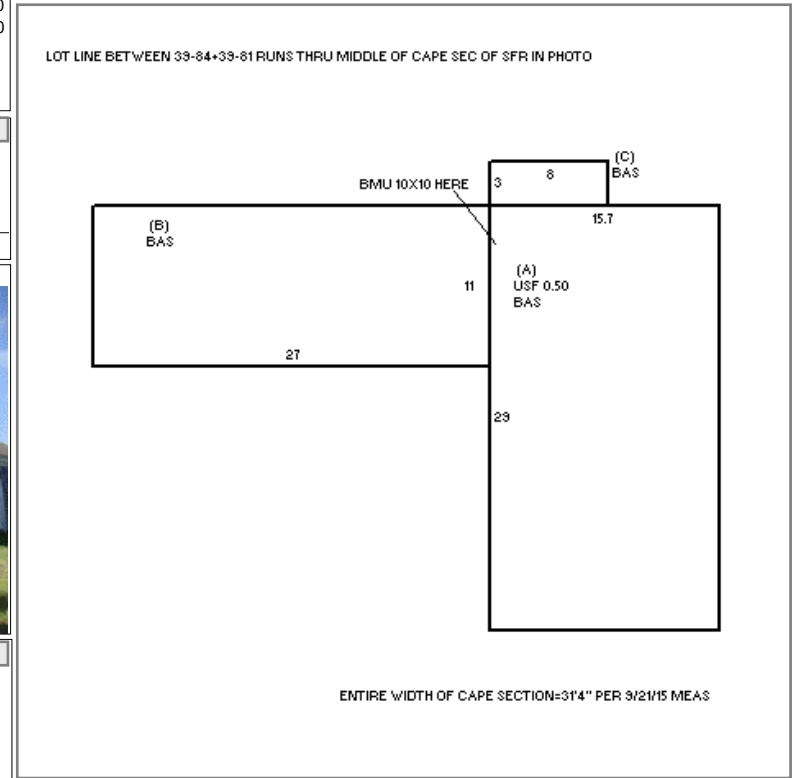 0
0
LOT LINE BETWEEN 39-84+39-81 RUNS THRU MIDDLE OF CAPE SEC OF SFR IN PHOTO
(C)
BAS
8
3
BMU 10X10 HERE
15.7
(B)
BAS
(A)
USF 0.50
BAS
11
27
29
ENTIRE WIDTH OF CAPE SECTION=31'4" PER 9/21/15 MEAS